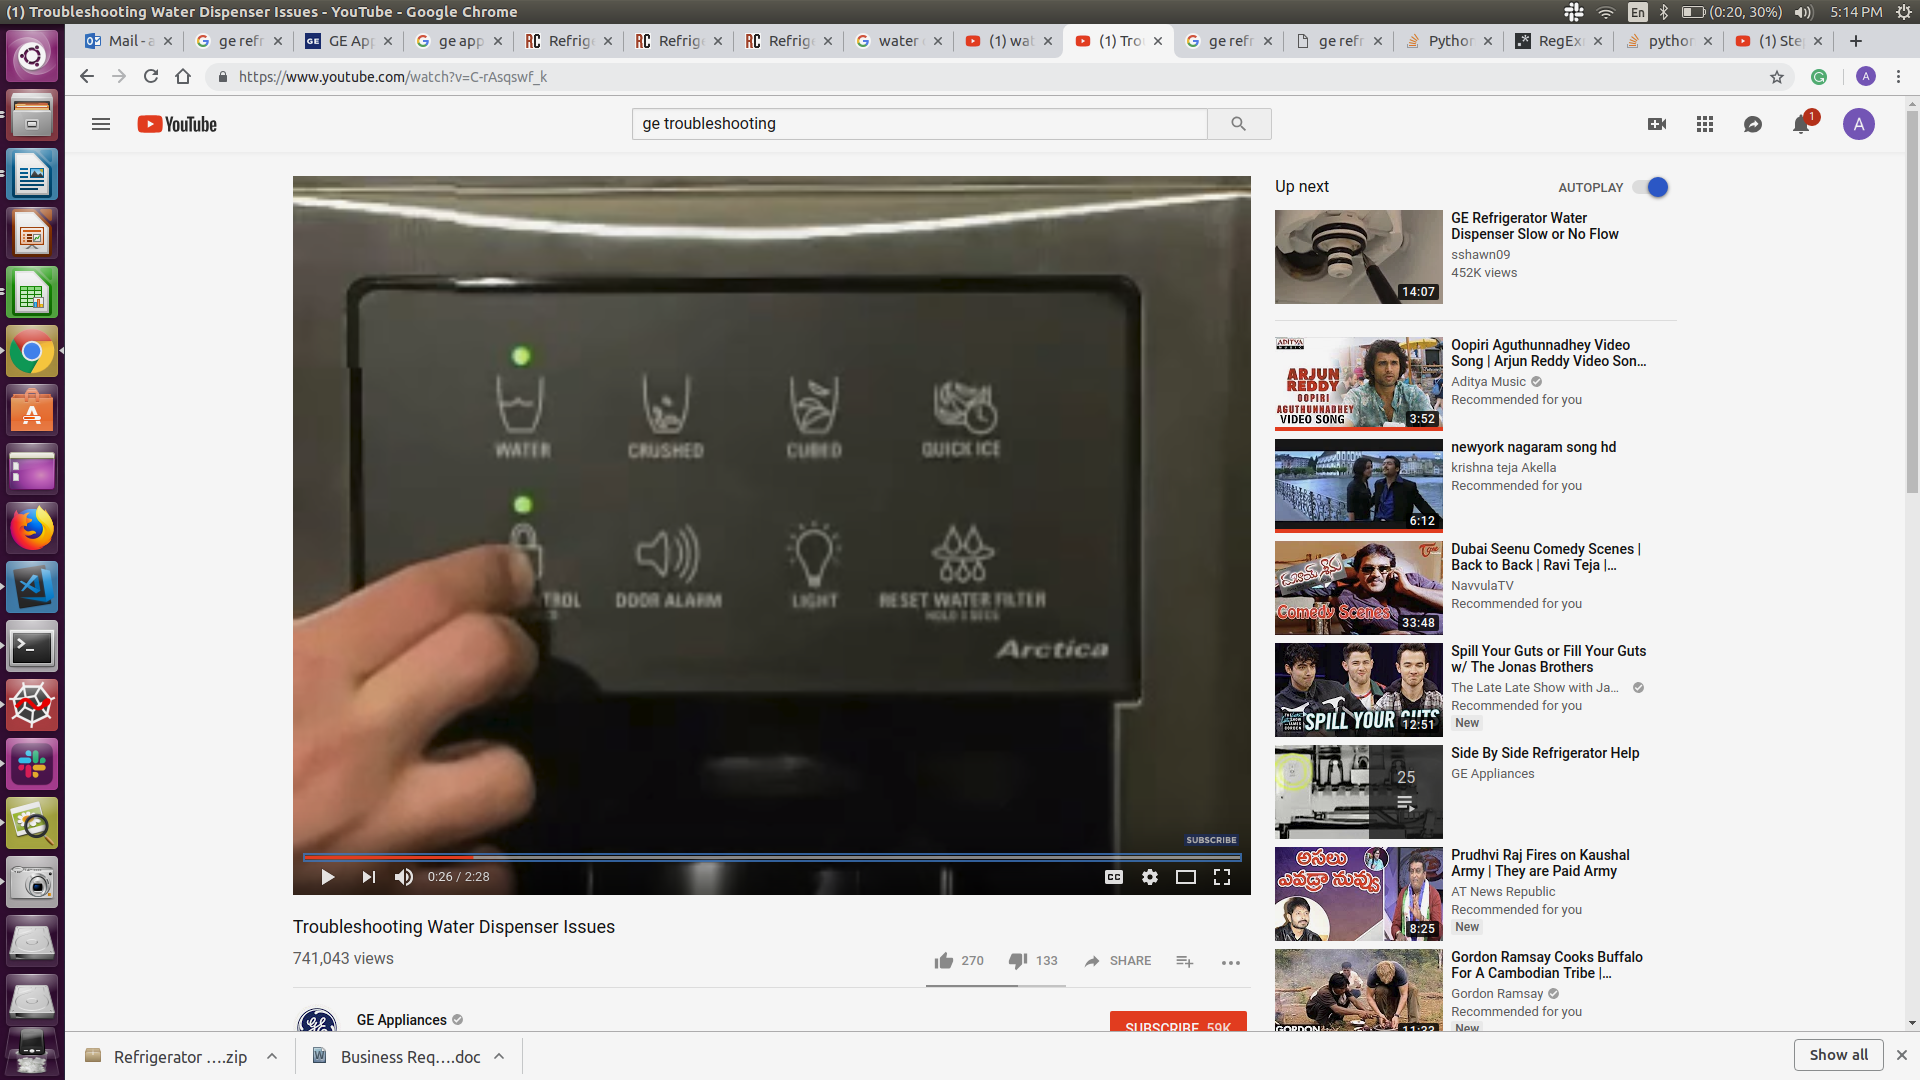 (1) Troubleshooting Water Dispenser Issues - YouTube - Google Chrome
En
(0:20, 30%)
5:14 PM
Mail - a
ge refr
GE App
ge app
RC Refrig
RC Refrig
RC Refrig
water
(1) wat
(1) Tro
ge refr
ge refr
Python
RegEx
python
(1) Ste
https://www.youtube.com/watch?v=C-rAsqswf_k
A
YouTube
ge troubleshooting
1
A
WATER
CRUSHED
CUBED
QUICK ICE
TROL
DOOR ALARM
LIGHT
RESET WATER FILTER
HOLD 3 SECS
Arctica
SUBSCRIBE
0:26 / 2:28
CC
Troubleshooting Water Dispenser Issues
741,043 views
270
133
SHARE
GE Appliances
SUBSCRIBE 59K
Up next
AUTOPLAY
14:07
GE Refrigerator Water
Dispenser Slow or No Flow
sshawn09
452K views
ADITYA
MUSIC
ARJUN
REDDY
OOPIRI
AGUTHUNNADHEY
VIDEO SONG
3:52
Oopiri Aguthunnadhey Video
Song | Arjun Reddy Video Son...
Aditya Music
Recommended for you
6:12
newyork nagaram song hd
krishna teja Akella
Recommended for you
Comedy Scenes
33:48
Dubai Seenu Comedy Scenes |
Back to Back | Ravi Teja |...
NavvulaTV
Recommended for you
SPILL YOUR GUTS
12:51
Spill Your Guts or Fill Your Guts
w/ The Jonas Brothers
The Late Late Show with Ja...
Recommended for you
New
25
Side By Side Refrigerator Help
GE Appliances
అసలు
ఎవడ్రా నువ్వు
8:25
Prudhvi Raj Fires on Kaushal
Army | They are Paid Army
AT News Republic
Recommended for you
New
GORDON
11:33
Gordon Ramsay Cooks Buffalo
For A Cambodian Tribe |...
Gordon Ramsay
Recommended for you
New
Refrigerator ....zip
Business Req....doc
Show all